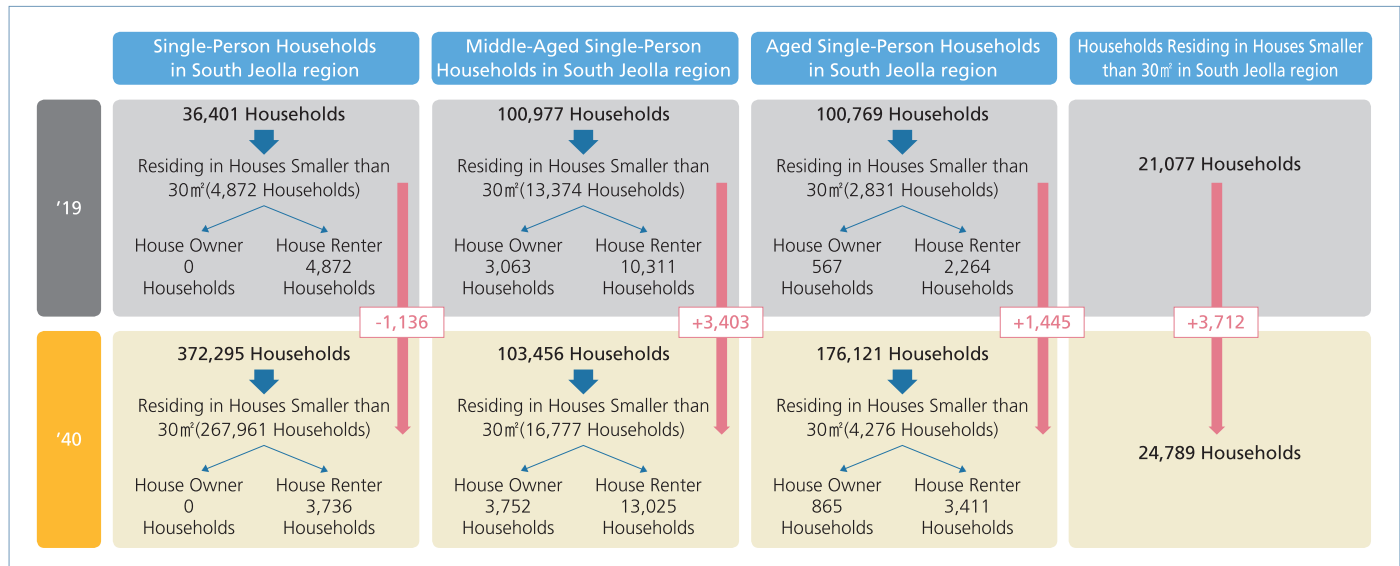 Single-Person Households
in South Jeolla region
Middle-Aged Single-Person
Households in South Jeolla region
Aged Single-Person Households
in South Jeolla region
Households Residing in Houses Smaller
than 30㎡ in South Jeolla region
'19
36,401 Households
Residing in Houses Smaller than
30㎡(4,872 Households)
House Owner
0
Households
House Renter
4,872
Households
-1,136
100,977 Households
Residing in Houses Smaller than
30㎡(13,374 Households)
House Owner
3,063
Households
House Renter
10,311
Households
+3,403
100,769 Households
Residing in Houses Smaller than
30㎡(2,831 Households)
House Owner
567
Households
House Renter
2,264
Households
+1,445
21,077 Households
+3,712
'40
372,295 Households
Residing in Houses Smaller than
30㎡(267,961 Households)
House Owner
0
Households
House Renter
3,736
Households
103,456 Households
Residing in Houses Smaller than
30㎡(16,777 Households)
House Owner
3,752
Households
House Renter
13,025
Households
176,121 Households
Residing in Houses Smaller than
30㎡(4,276 Households)
House Owner
865
Households
House Renter
3,411
Households
24,789 Households